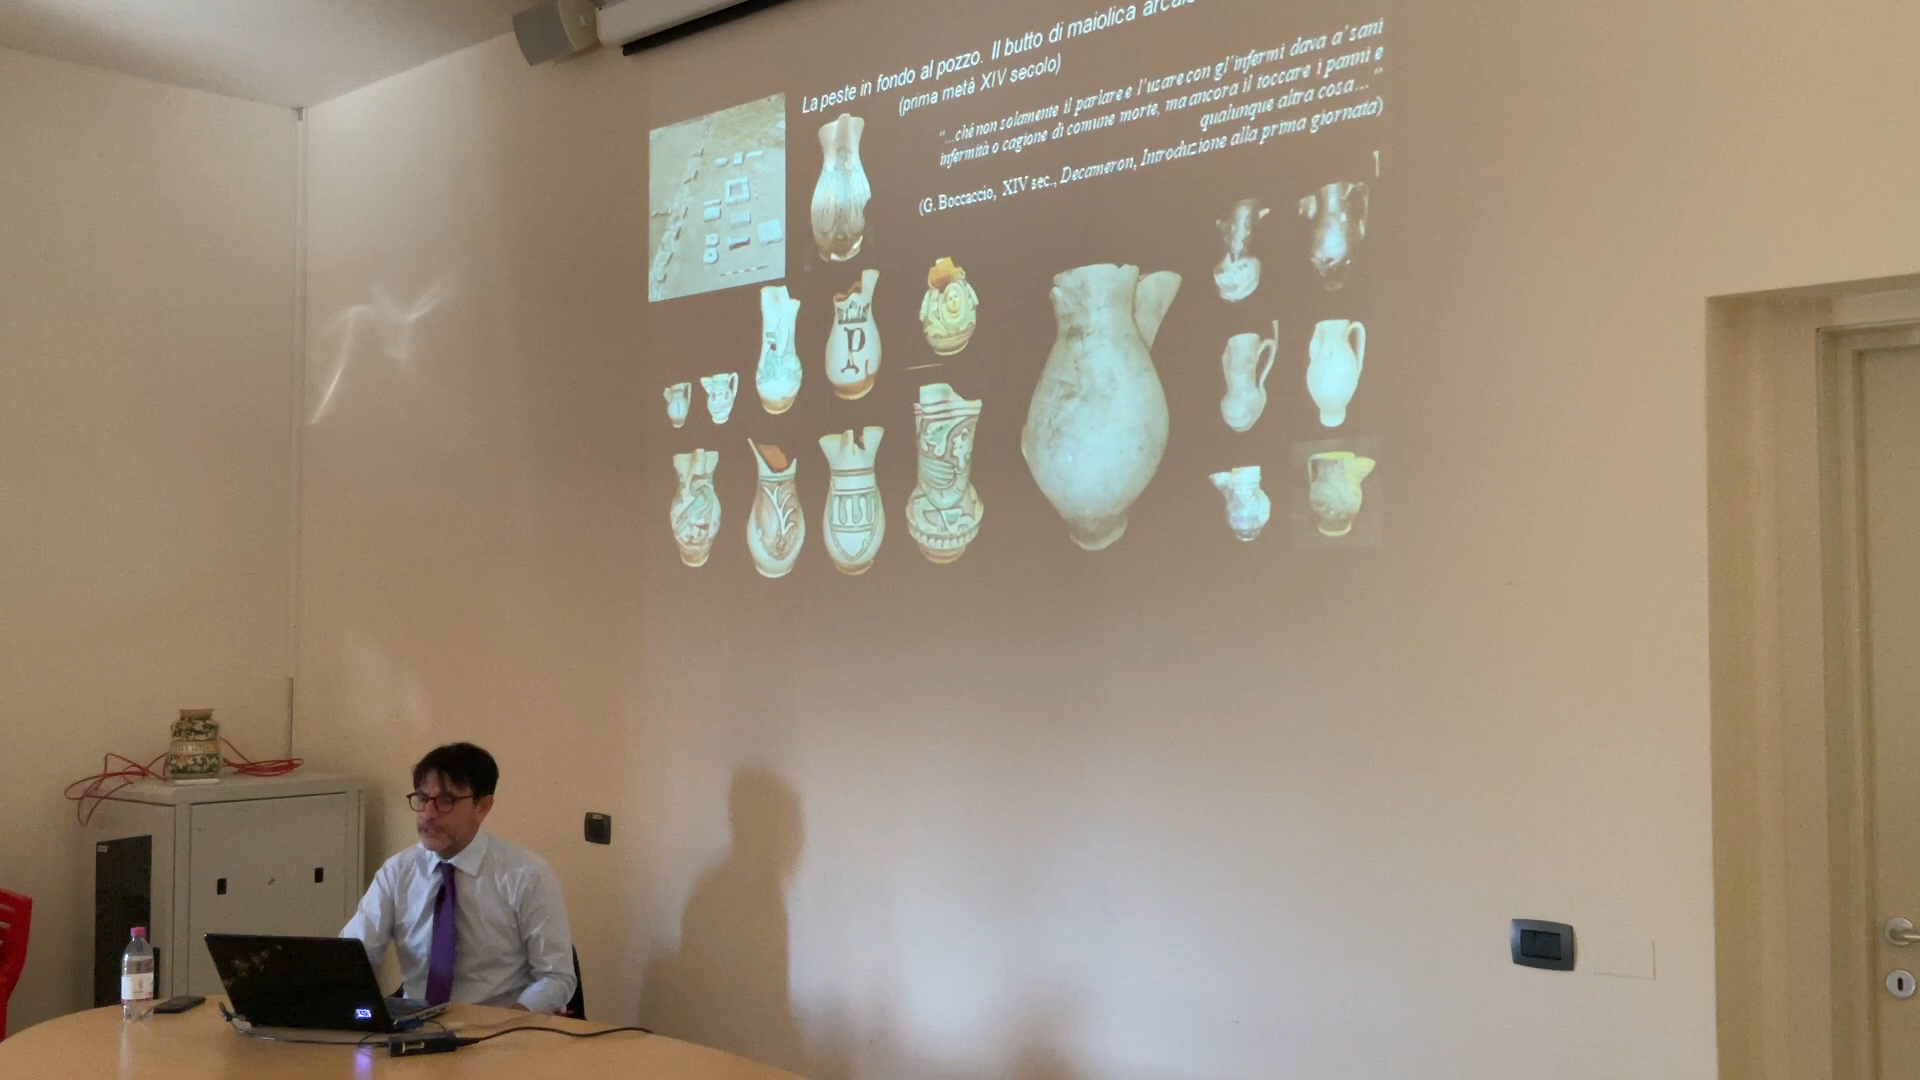 La peste in fondo al pozzo. Il butto di maiolica
(prima metà XIV secolo)
“...ché non solamente il parlare e l’usare con gl’infermi dava a’ sani
infermità o cagione di comune morte, ma ancora il toccare i panni e
qualunque altra cosa...”
(G. Boccaccio, XIV sec., Decameron, Introduzione alla prima giornata)
P